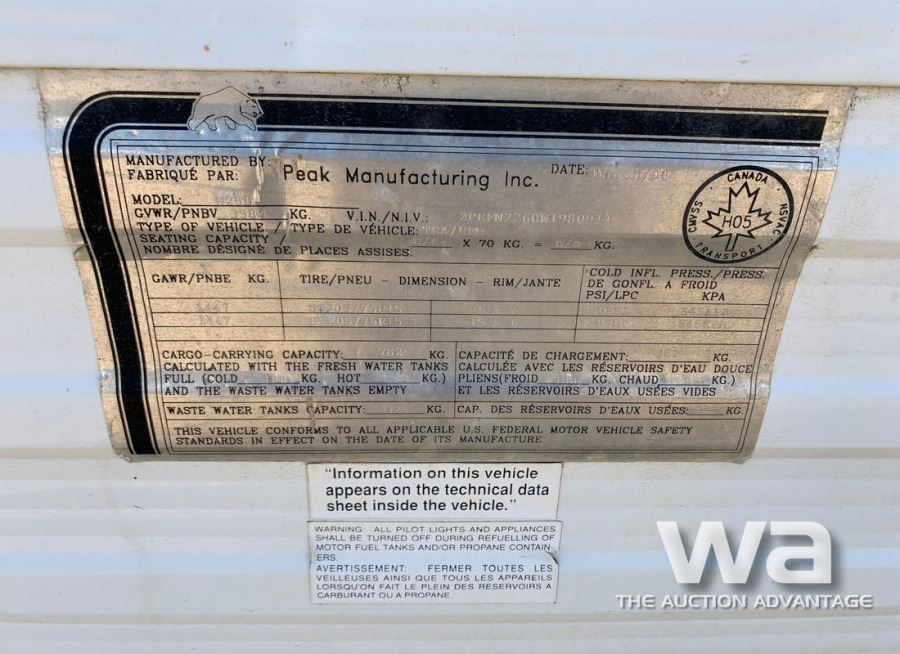 MANUFACTURED BY:
FABRIQUÉ PAR: Peak Manufacturing Inc. DATE:
MODEL:
GVWR/PNBV KG. V.I.N/N.I.V.:
TYPE OF VEHICLE / TYPE DE VÉHICLE:
SEATING CAPACITY / n/a X 70 KG. = n/a KG.
NOMBRE DÉSIGNÉ DE PLACES ASSISES.
CANADA
CMVSS NSVAC
H05
TRANSPORT
GAWR/PNBE KG. TIRE/PNEU - DIMENSION - RIM/JANTE COLD INFL. PRESS./PRESS.
DE GONFL. A FROID
PSI/LPC KPA
1447
CARGO-CARRYING CAPACITY: 782 KG.
CALCULATED WITH THE FRESH WATER TANKS
FULL (COLD KG. HOT KG.)
AND THE WASTE WATER TANKS EMPTY
WASTE WATER TANKS CAPACITY: KG.
CAPACITÉ DE CHARGEMENT: KG.
CALCULÉE AVEC LES RÉSERVOIRS D'EAU DOUCE
PLIENS(FROID KG. CHAUD KG.)
ET LES RÉSERVOIRS D'EAUX USÉES VIDES
CAP. DES RÉSERVOIRS D'EAUX USÉES: KG.
THIS VEHICLE CONFORMS TO ALL APPLICABLE U.S. FEDERAL MOTOR VEHICLE SAFETY
STANDARDS IN EFFECT ON THE DATE OF ITS MANUFACTURE
"Information on this vehicle
appears on the technical data
sheet inside the vehicle."
WARNING: ALL PILOT LIGHTS AND APPLIANCES
SHALL BE TURNED OFF DURING REFUELLING OF
MOTOR FUEL TANKS AND/OR PROPANE CONTAIN-
ERS.
AVERTISSEMENT: FERMER TOUTES LES
VEILLEUSES AINSI QUE TOUS LES APPAREILS
LORSQU'ON FAIT LE PLEIN DES RESERVOIRS A
CARBURANT OU A PROPANE.
wa
THE AUCTION ADVANTAGE